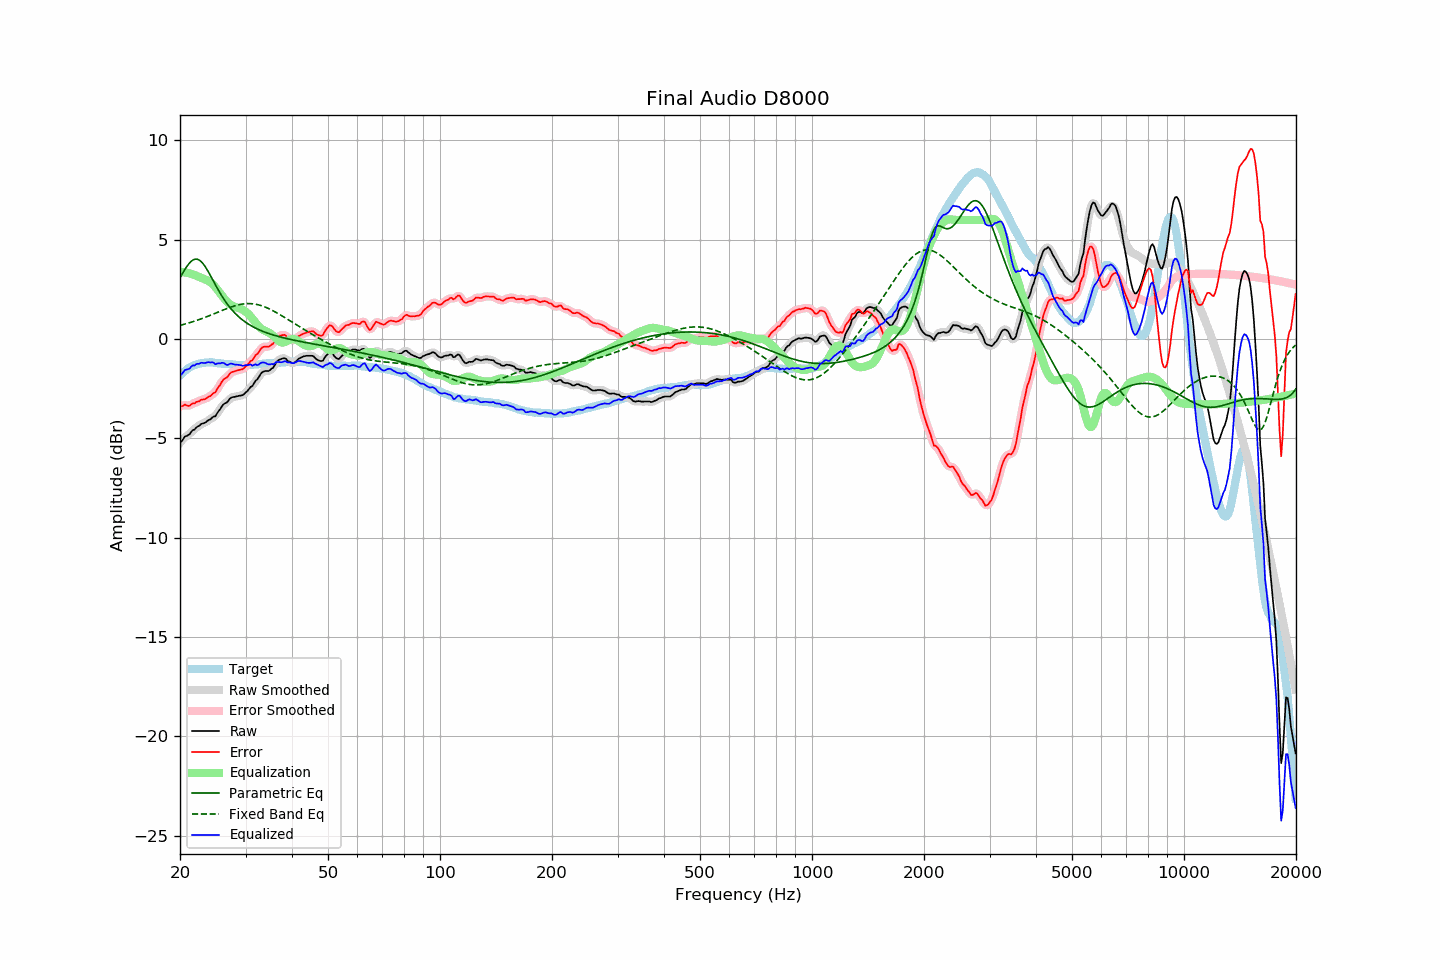 Final Audio D8000
10
5
0
−5
−10
−15
−20
−25
Amplitude (dBr)
Target
Raw Smoothed
Error Smoothed
Raw
Error
Equalization
Parametric Eq
Fixed Band Eq
Equalized
20 50 100 200 500 1000 2000 5000 10000 20000
Frequency (Hz)